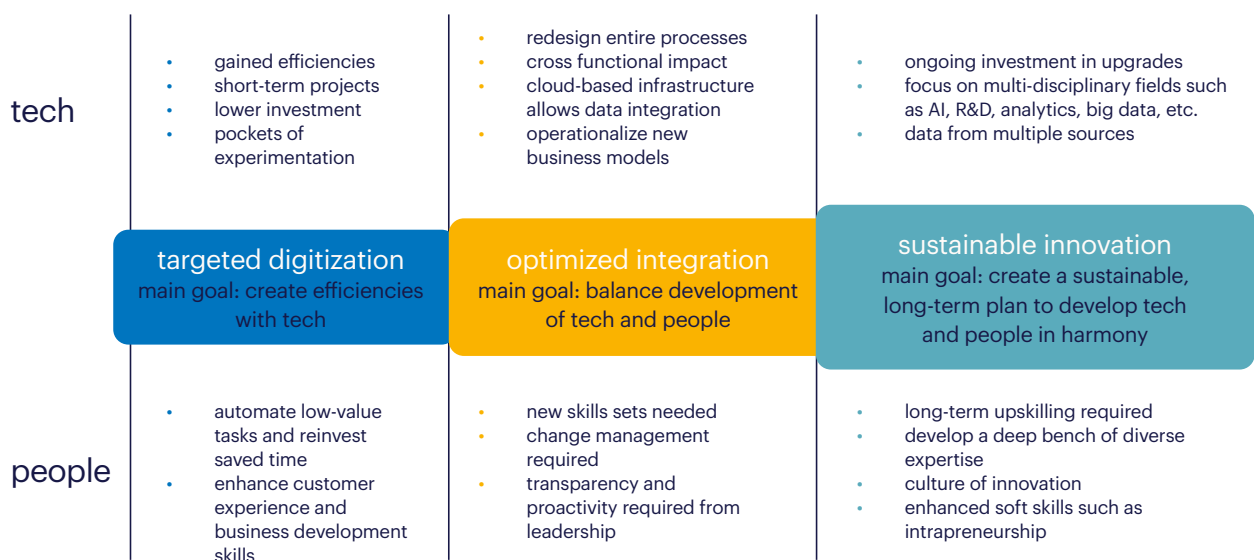 tech
• gained efficiencies
• short-term projects
• lower investment
• pockets of
experimentation
• redesign entire processes
• cross functional impact
• cloud-based infrastructure
allows data integration
• operationalize new
business models
• ongoing investment in upgrades
• focus on multi-disciplinary fields such
as AI, R&D, analytics, big data, etc.
• data from multiple sources
targeted digitization
main goal: create efficiencies
with tech
optimized integration
main goal: balance development
of tech and people
sustainable innovation
main goal: create a sustainable,
long-term plan to develop tech
and people in harmony
people
• automate low-value
tasks and reinvest
saved time
• enhance customer
experience and
business development
skills
• new skills sets needed
• change management
required
• transparency and
proactivity required from
leadership
• long-term upskilling required
• develop a deep bench of diverse
expertise
• culture of innovation
• enhanced soft skills such as
intrapreneurship